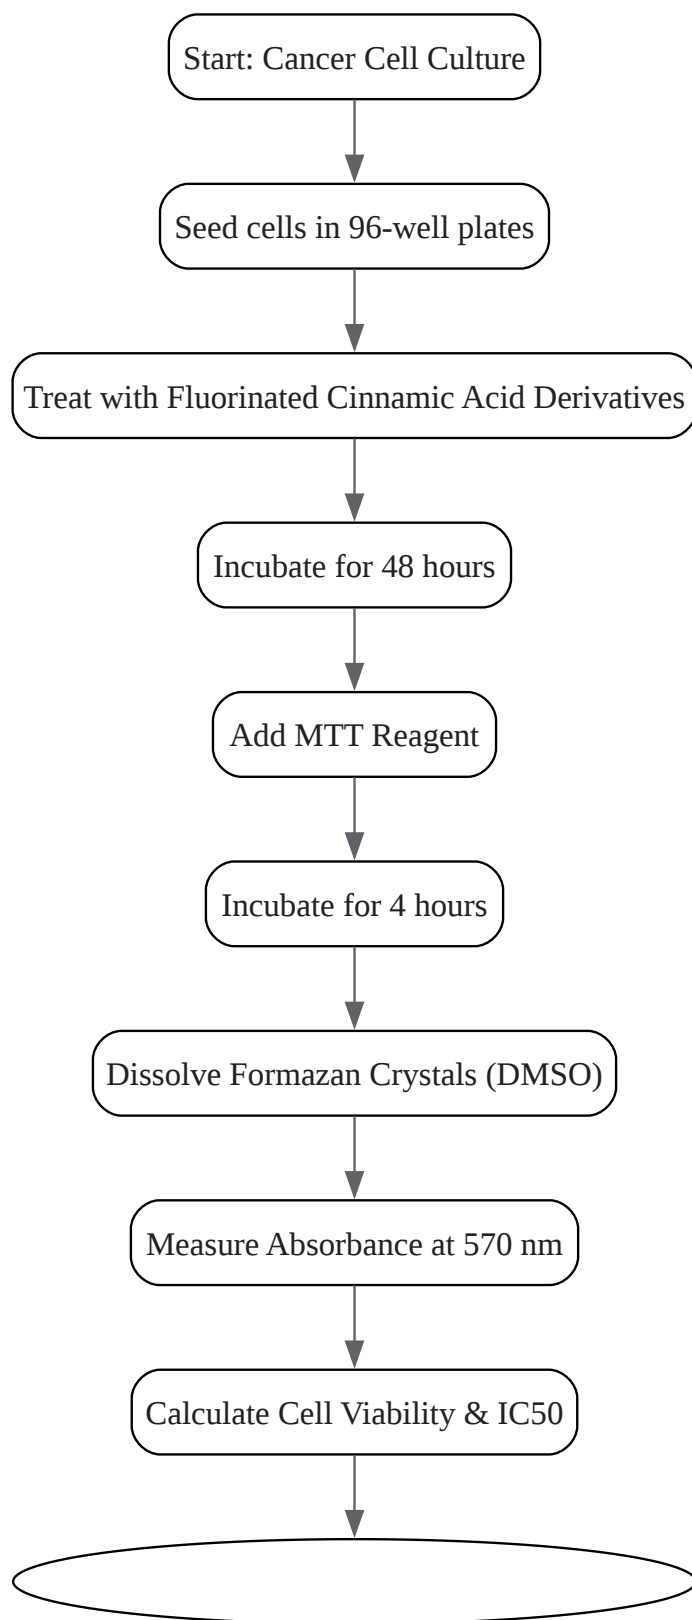 Start: Cancer Cell Culture
Seed cells in 96-well plates
Treat with Fluorinated Cinnamic Acid Derivatives
Incubate for 48 hours
Add MTT Reagent
Incubate for 4 hours
Dissolve Formazan Crystals (DMSO)
Measure Absorbance at 570 nm
Calculate Cell Viability & IC50